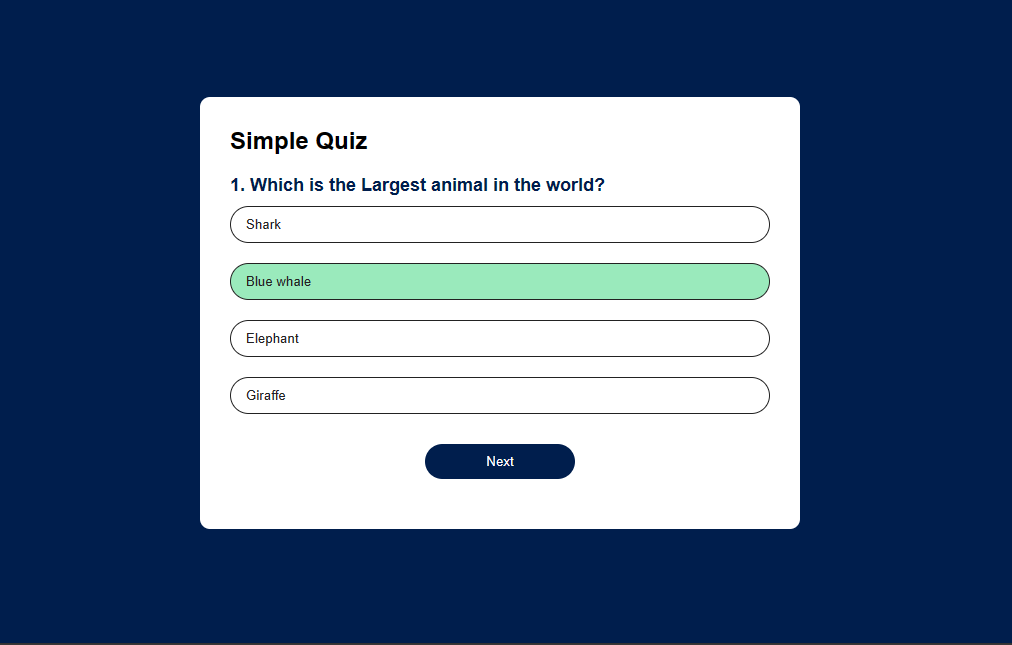 Simple Quiz
1. Which is the Largest animal in the world?
Shark
Blue whale
Elephant
Giraffe
Next